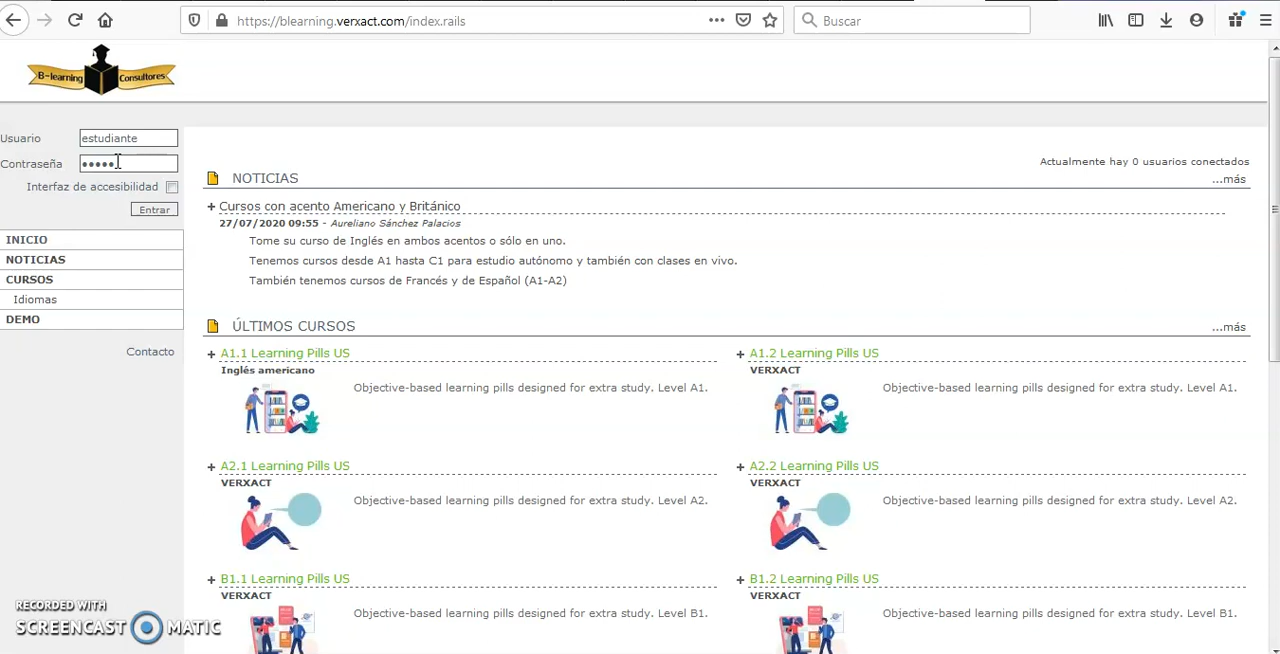 https://blearning.verxact.com/index.rails
Buscar
B-learning Consultores
Usuario estudiante
Contraseña •••••
Interfaz de accesibilidad
Entrar
INICIO
NOTICIAS
CURSOS
Idiomas
DEMO
Contacto
Actualmente hay 0 usuarios conectados
NOTICIAS ...más
+ Cursos con acento Americano y Británico
27/07/2020 09:55 - Aureliano Sánchez Palacios
Tome su curso de Inglés en ambos acentos o sólo en uno.
Tenemos cursos desde A1 hasta C1 para estudio autónomo y también con clases en vivo.
También tenemos cursos de Francés y de Español (A1-A2)
ÚLTIMOS CURSOS ...más
+ A1.1 Learning Pills US
Inglés americano
Objective-based learning pills designed for extra study. Level A1.
+ A1.2 Learning Pills US
VERXACT
Objective-based learning pills designed for extra study. Level A1.
+ A2.1 Learning Pills US
VERXACT
Objective-based learning pills designed for extra study. Level A2.
+ A2.2 Learning Pills US
VERXACT
Objective-based learning pills designed for extra study. Level A2.
+ B1.1 Learning Pills US
VERXACT
Objective-based learning pills designed for extra study. Level B1.
+ B1.2 Learning Pills US
VERXACT
Objective-based learning pills designed for extra study. Level B1.
RECORDED WITH
SCREENCAST MATIC